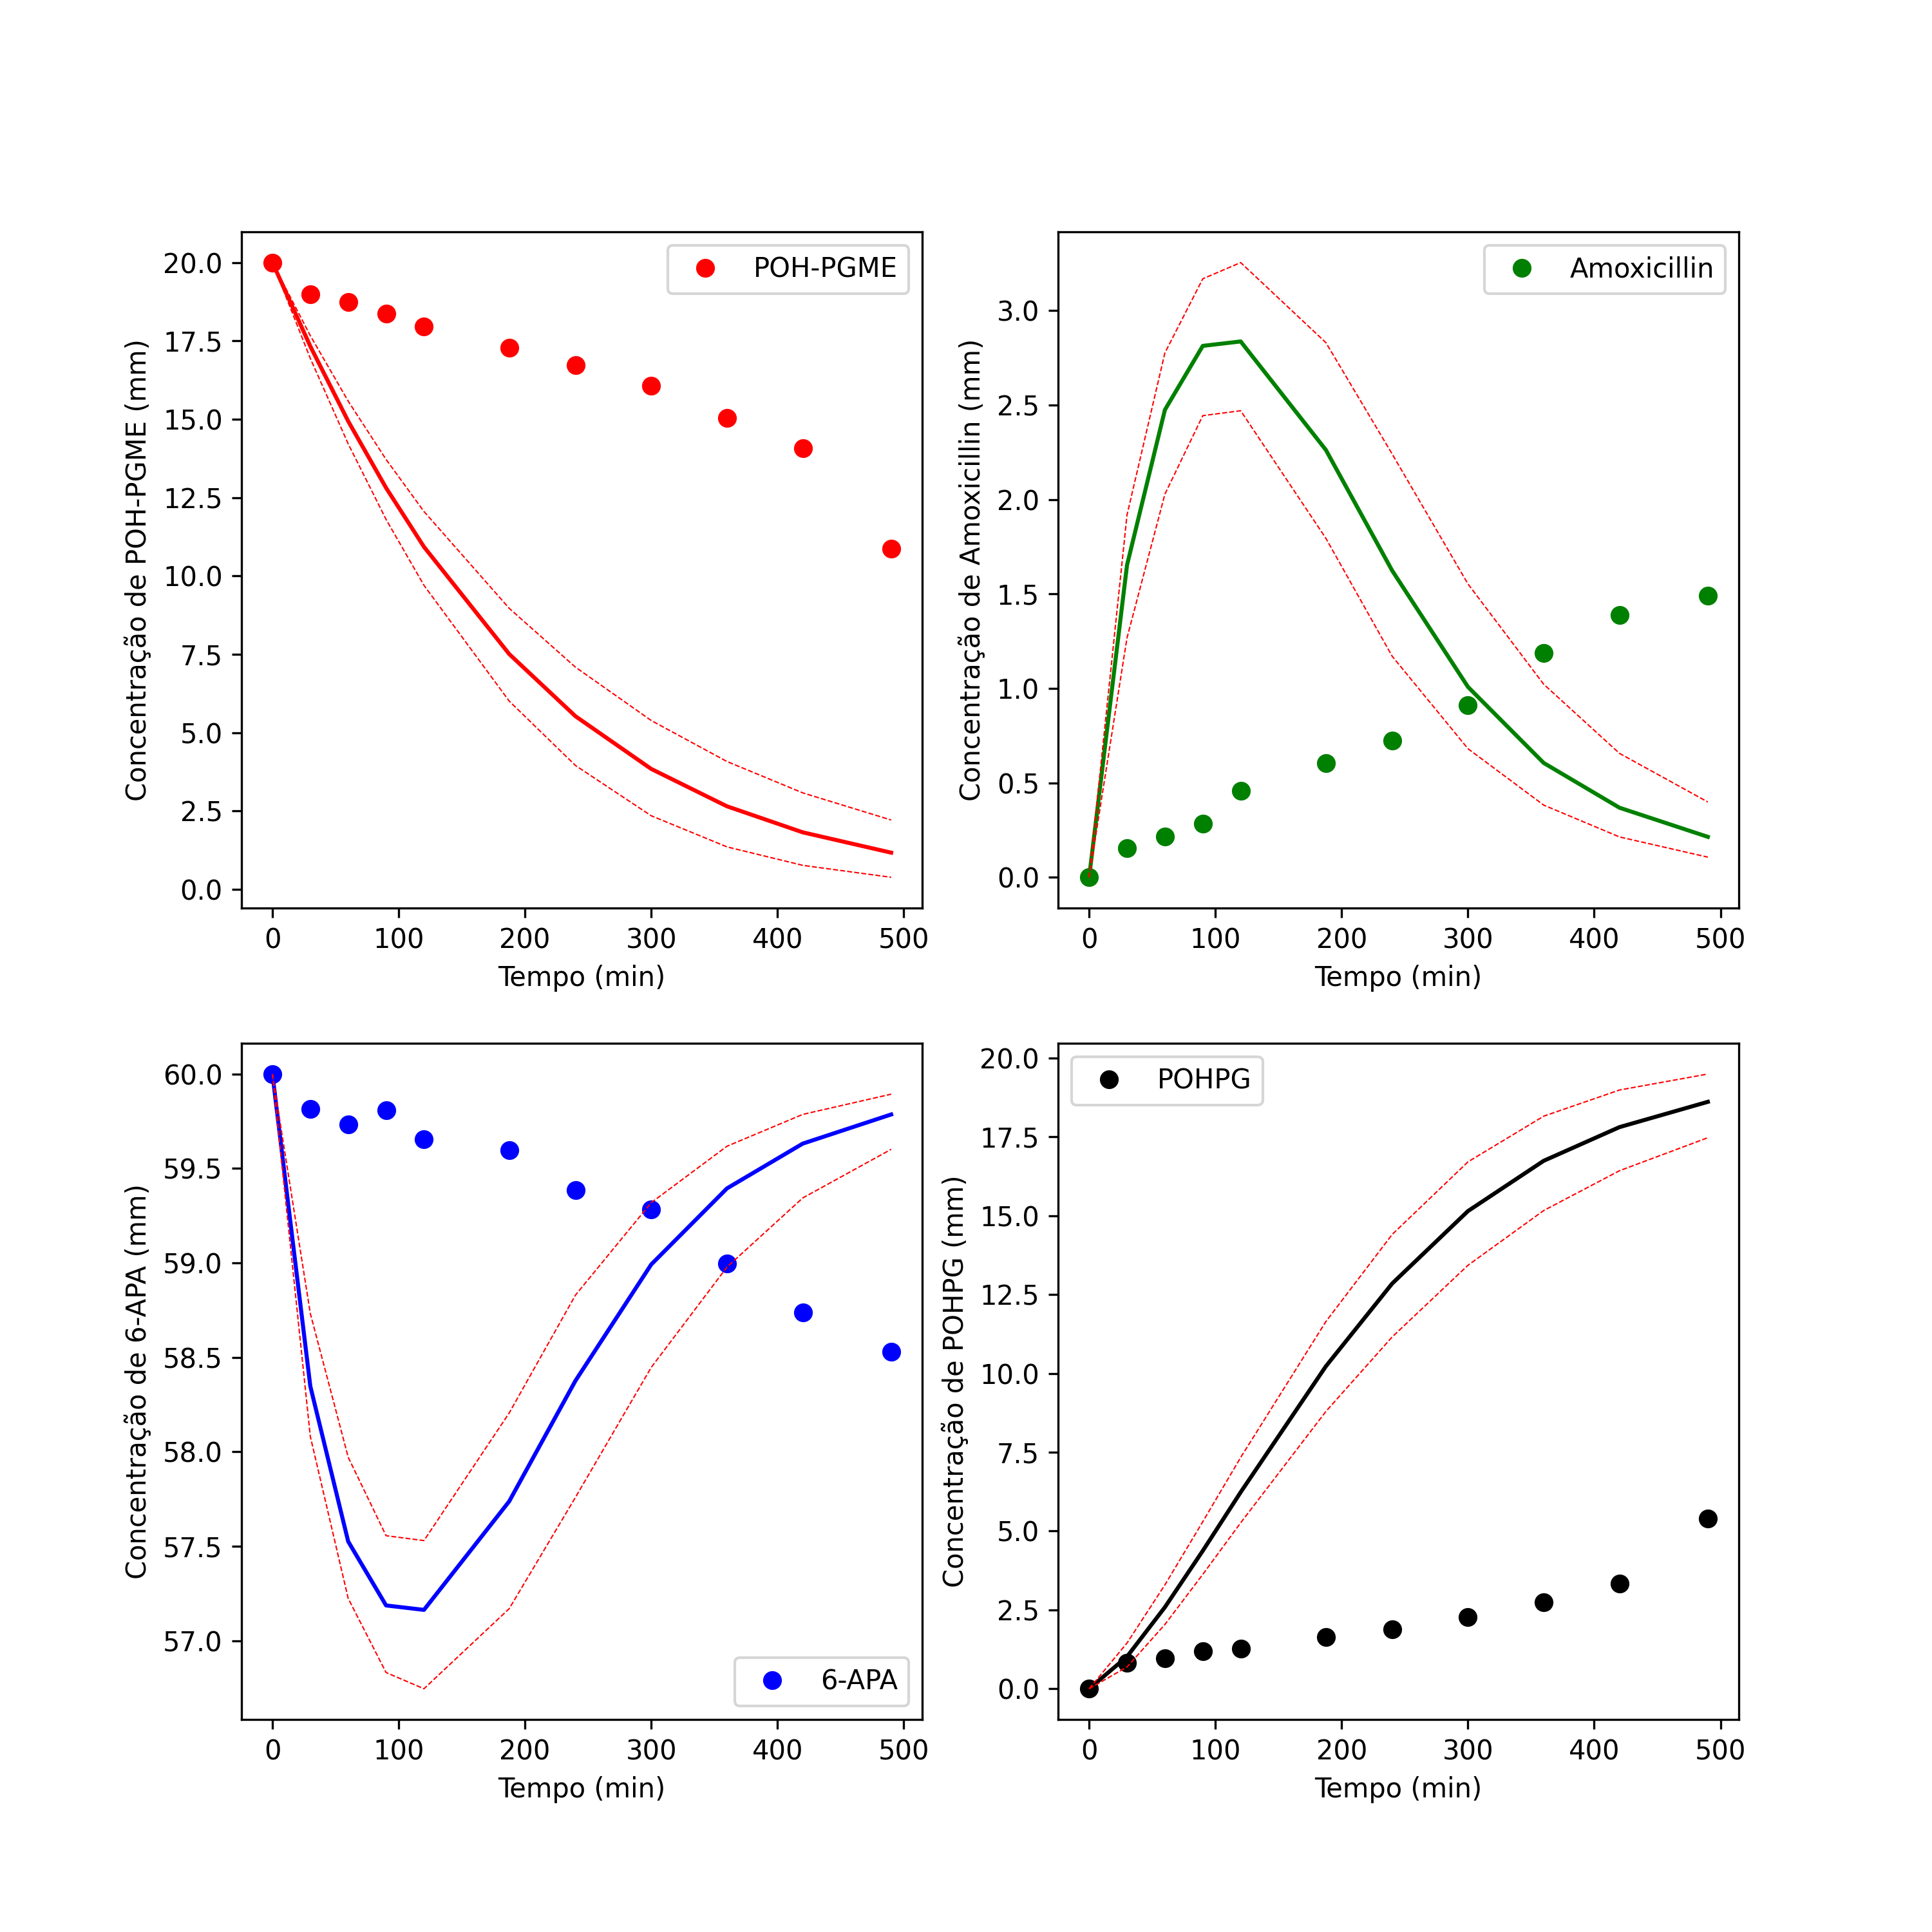 POH-PGME
20.0
17.5
15.0
12.5
10.0
7.5
5.0
2.5
0.0
Concentração de POH-PGME (mm)
0 100 200 300 400 500
Tempo (min)
Amoxicillin
3.0
2.5
2.0
1.5
1.0
0.5
0.0
Concentração de Amoxicillin (mm)
0 100 200 300 400 500
Tempo (min)
60.0
59.5
59.0
58.5
58.0
57.5
57.0
Concentração de 6-APA (mm)
6-APA
0 100 200 300 400 500
Tempo (min)
POHPG
20.0
17.5
15.0
12.5
10.0
7.5
5.0
2.5
0.0
Concentração de POHPG (mm)
0 100 200 300 400 500
Tempo (min)